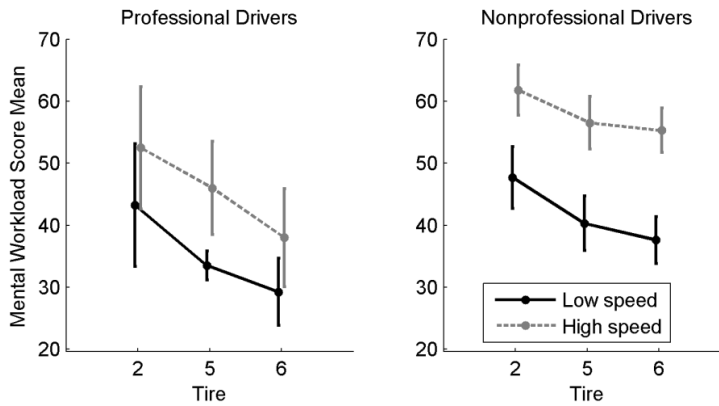 Professional Drivers
Mental Workload Score Mean
70
60
50
40
30
20
2 5 6
Tire
Nonprofessional Drivers
70
60
50
40
30
20
Low speed
High speed
2 5 6
Tire